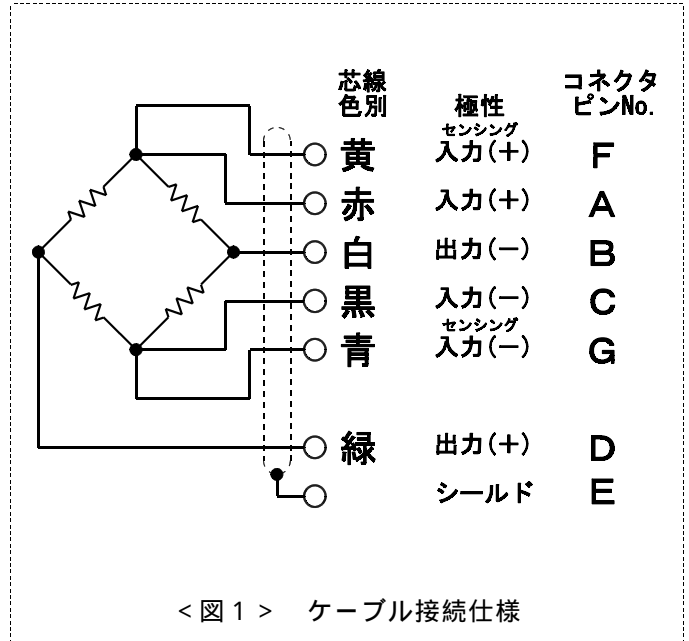 芯線 コネクタ
色別 極性 ピンNo.
センシング
黄 入力(+) F
赤 入力(+) A
白 出力(-) B
黒 入力(-) C
センシング
青 入力(-) G
緑 出力(+) D
シールド E
<図1> ケーブル接続仕様